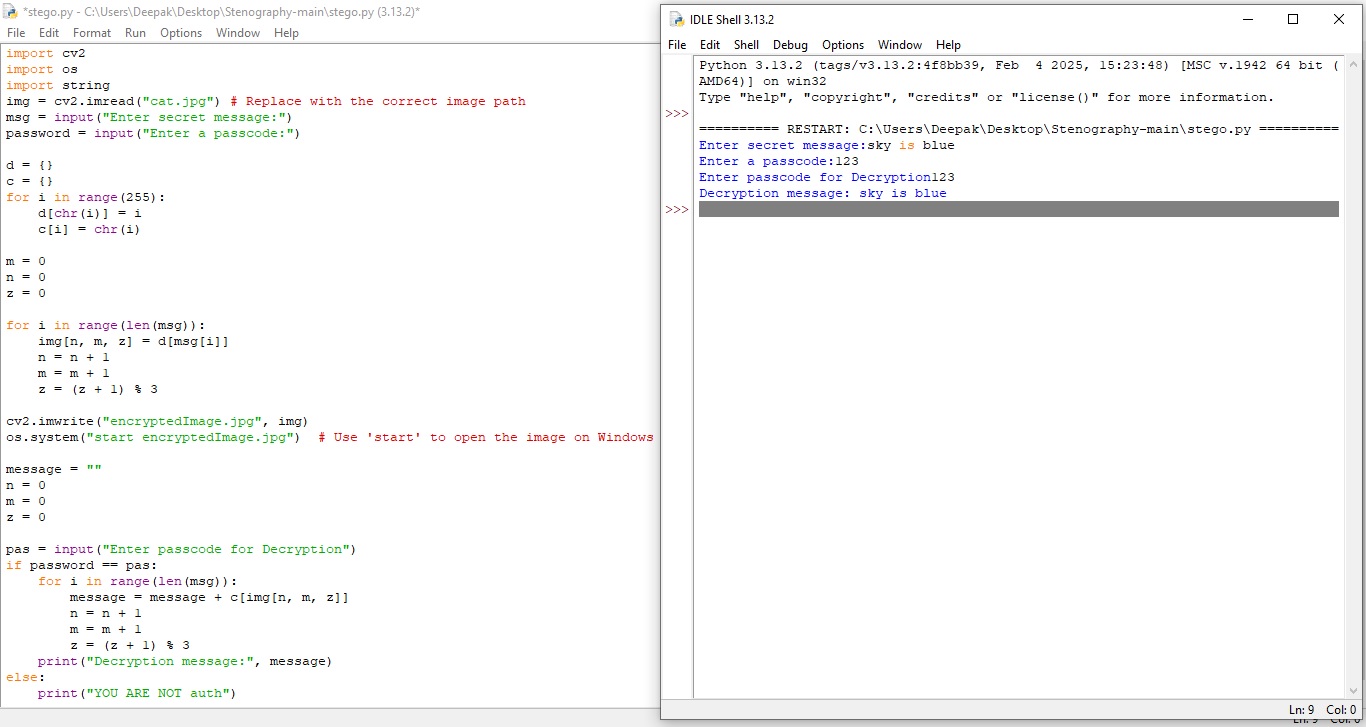 *stego.py - C:\Users\Deepak\Desktop\Stenography-main\stego.py (3.13.2)*
File Edit Format Run Options Window Help
import cv2
import os
import string
img = cv2.imread("cat.jpg") # Replace with the correct image path
msg = input("Enter secret message:")
password = input("Enter a passcode:")
d = {}
c = {}
for i in range(255):
    d[chr(i)] = i
    c[i] = chr(i)
m = 0
n = 0
z = 0
for i in range(len(msg)):
    img[n, m, z] = d[msg[i]]
    n = n + 1
    m = m + 1
    z = (z + 1) % 3
cv2.imwrite("encryptedImage.jpg", img)
os.system("start encryptedImage.jpg")  # Use 'start' to open the image on Windows
message = ""
n = 0
m = 0
z = 0
pas = input("Enter passcode for Decryption")
if password == pas:
    for i in range(len(msg)):
        message = message + c[img[n, m, z]]
        n = n + 1
        m = m + 1
        z = (z + 1) % 3
    print("Decryption message:", message)
else:
    print("YOU ARE NOT auth")
IDLE Shell 3.13.2
File Edit Shell Debug Options Window Help
Python 3.13.2 (tags/v3.13.2:4f8bb39, Feb  4 2025, 15:23:48) [MSC v.1942 64 bit (
AMD64)] on win32
Type "help", "copyright", "credits" or "license()" for more information.
>>>
========== RESTART: C:\Users\Deepak\Desktop\Stenography-main\stego.py ==========
Enter secret message:sky is blue
Enter a passcode:123
Enter passcode for Decryption123
Decryption message: sky is blue
>>>
Ln: 9 Col: 0